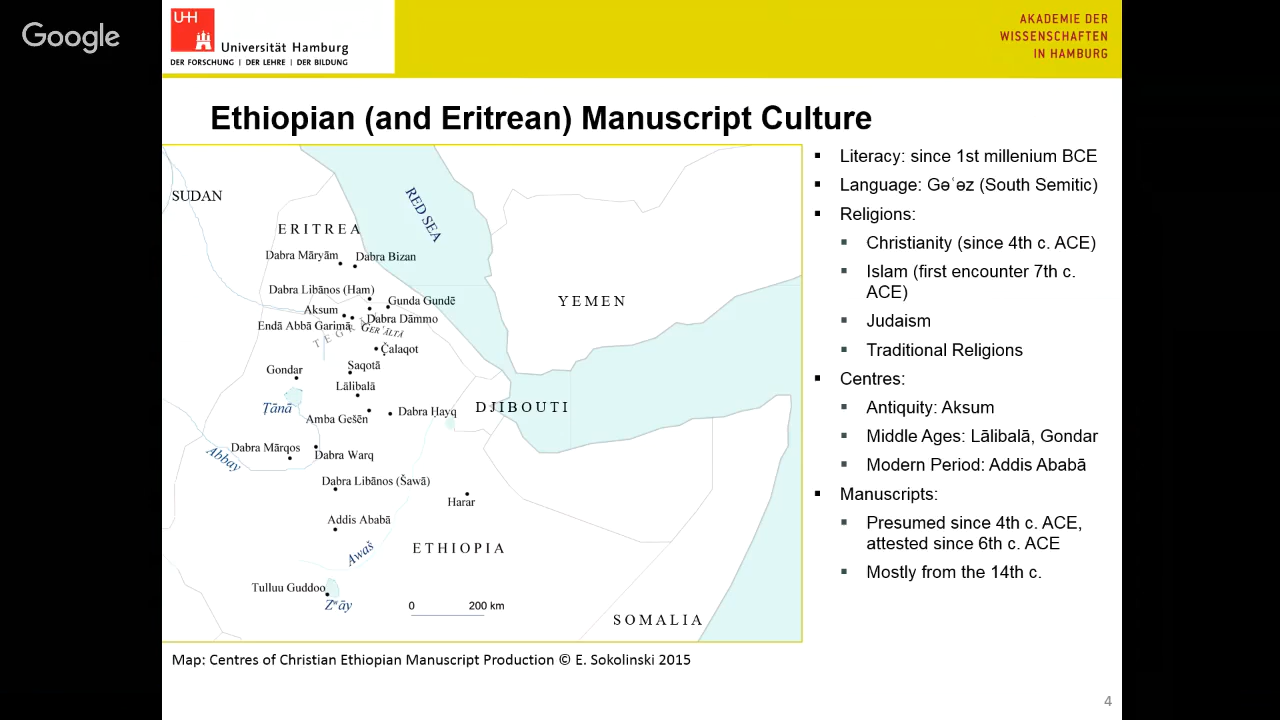 Google
U-H
Universität Hamburg
DER FORSCHUNG | DER LEHRE | DER BILDUNG
AKADEMIE DER
WISSENSCHAFTEN
IN HAMBURG
Ethiopian (and Eritrean) Manuscript Culture
SUDAN
RED SEA
ERITREA
Dabra Māryām
Dabra Bizan
Dabra Libānos (Ham)
Gunda Gundē
Aksum
Dabra Dāmmo
Endā Abbā Garimā
GERʿĀLTĀ
TEGRĀ
Č̣alaqot
Saqotā
Gondar
Lālibalā
Ṭānā
Amba Gešēn
Dabra Ḥayq
DJIBOUTI
YEMEN
Dabra Mārqos
Abbay
Dabra Warq
Dabra Libānos (Šawā)
Harar
Addis Ababā
Awaš
ETHIOPIA
Tulluu Guddoo
Zʷāy
0 200 km
SOMALIA
Map: Centres of Christian Ethiopian Manuscript Production © E. Sokolinski 2015
▪ Literacy: since 1st millenium BCE
▪ Language: Gəʿəz (South Semitic)
▪ Religions:
▪ Christianity (since 4th c. ACE)
▪ Islam (first encounter 7th c.
ACE)
▪ Judaism
▪ Traditional Religions
▪ Centres:
▪ Antiquity: Aksum
▪ Middle Ages: Lālibalā, Gondar
▪ Modern Period: Addis Ababā
▪ Manuscripts:
▪ Presumed since 4th c. ACE,
attested since 6th c. ACE
▪ Mostly from the 14th c.
4